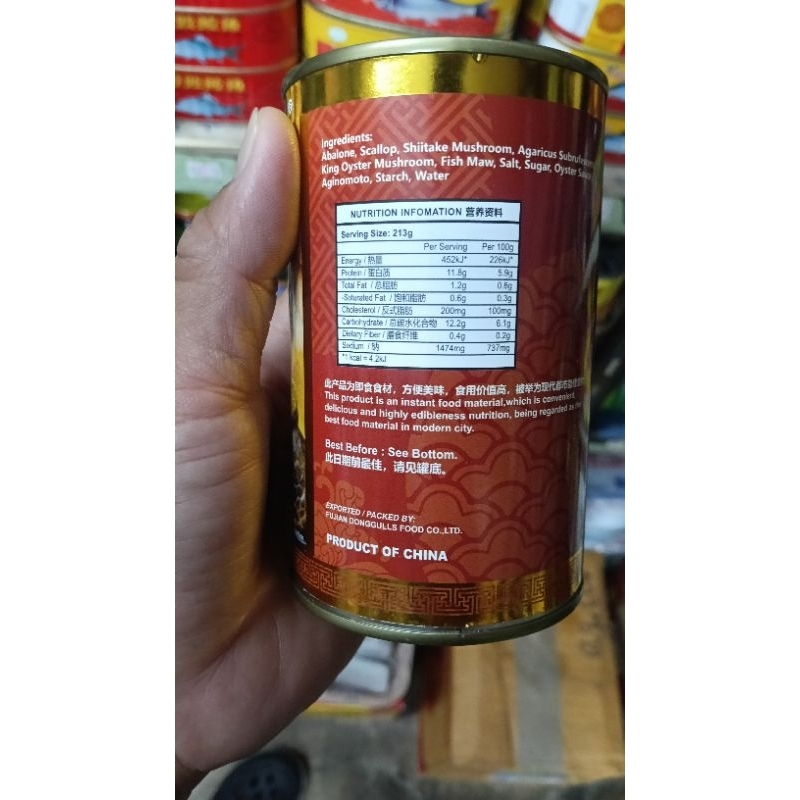 Ingredients:
Abalone, Scallop, Shiitake Mushroom, Agaricus
King Oyster Mushroom, Fish Maw, Salt, Sugar, Oyster
Aginomoto, Starch, Water
NUTRITION INFOMATION 营养资料
Serving Size: 213g
Per Serving Per 100g
Energy / 热量 452kJ* 226kJ*
Protein / 蛋白质 11.8g 5.9g
Total Fat / 总脂肪 1.2g 0.6g
-Saturated Fat / 饱和脂肪 0.6g 0.3g
Cholesterol / 反式脂肪 200mg 100mg
Carbohydrate / 总碳水化合物 12.2g 6.1g
Dietary Fiber / 膳食纤维 0.4g 0.2g
Sodium / 钠 1474mg 737mg
*1 kcal = 4.2kJ
此产品为即食食材，方便美味，食用价值高，被举为现代都市
This product is an instant food material,which is convenient,
delicious and highly edibleness nutrition, being regarded as the
best food material in modern city.
Best Before : See Bottom.
此日期前最佳，请见罐底。
EXPORTED / PACKED BY:
FUJIAN DONGGULLS FOOD CO.,LTD.
PRODUCT OF CHINA